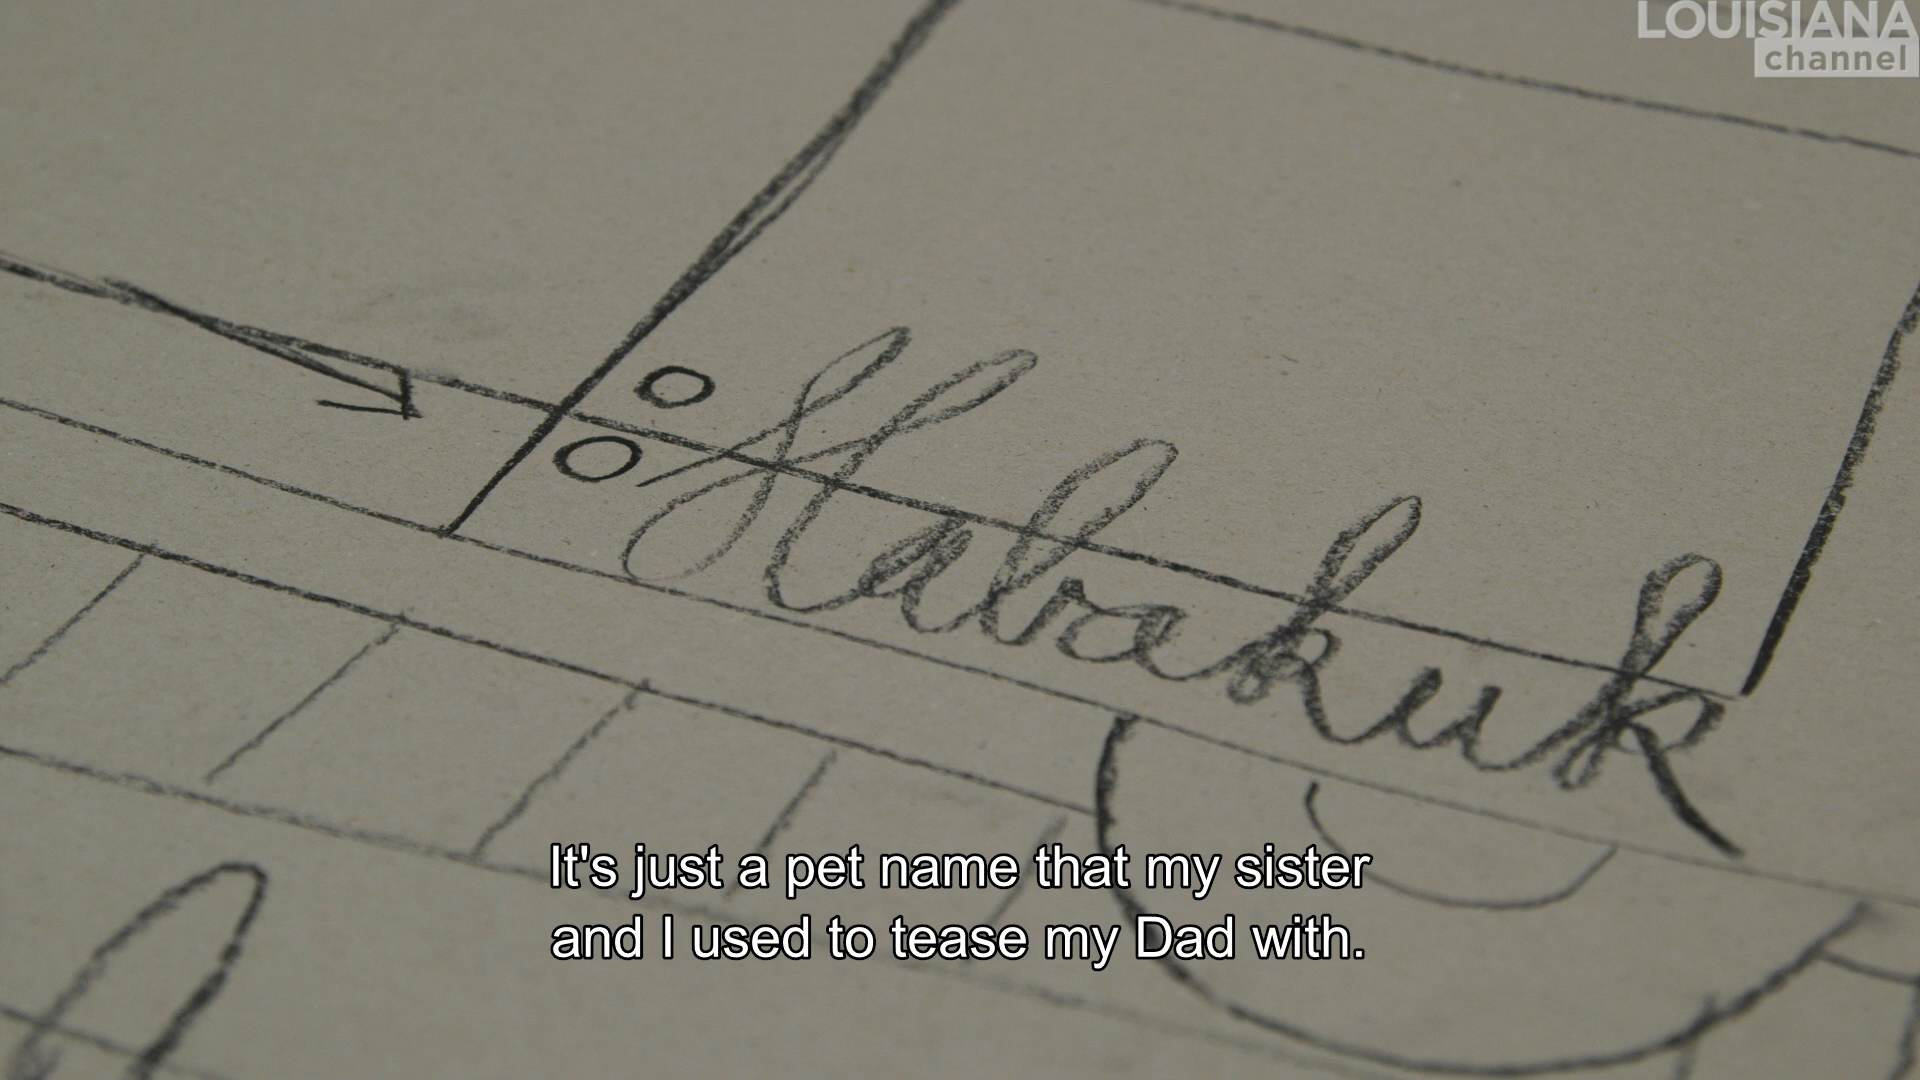 LOUISIANA
channel
Habakuk
It's just a pet name that my sister
and I used to tease my Dad with.